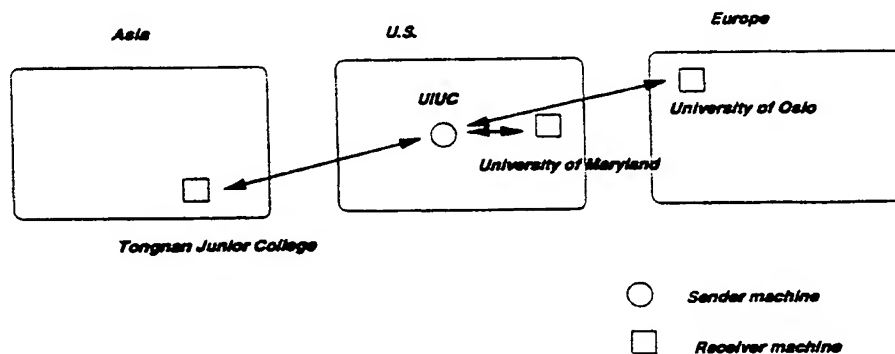 Asia
U.S.
Europe
UIUC
University of Oslo
University of Maryland
Tongnan Junior College
Sender machine
Receiver machine